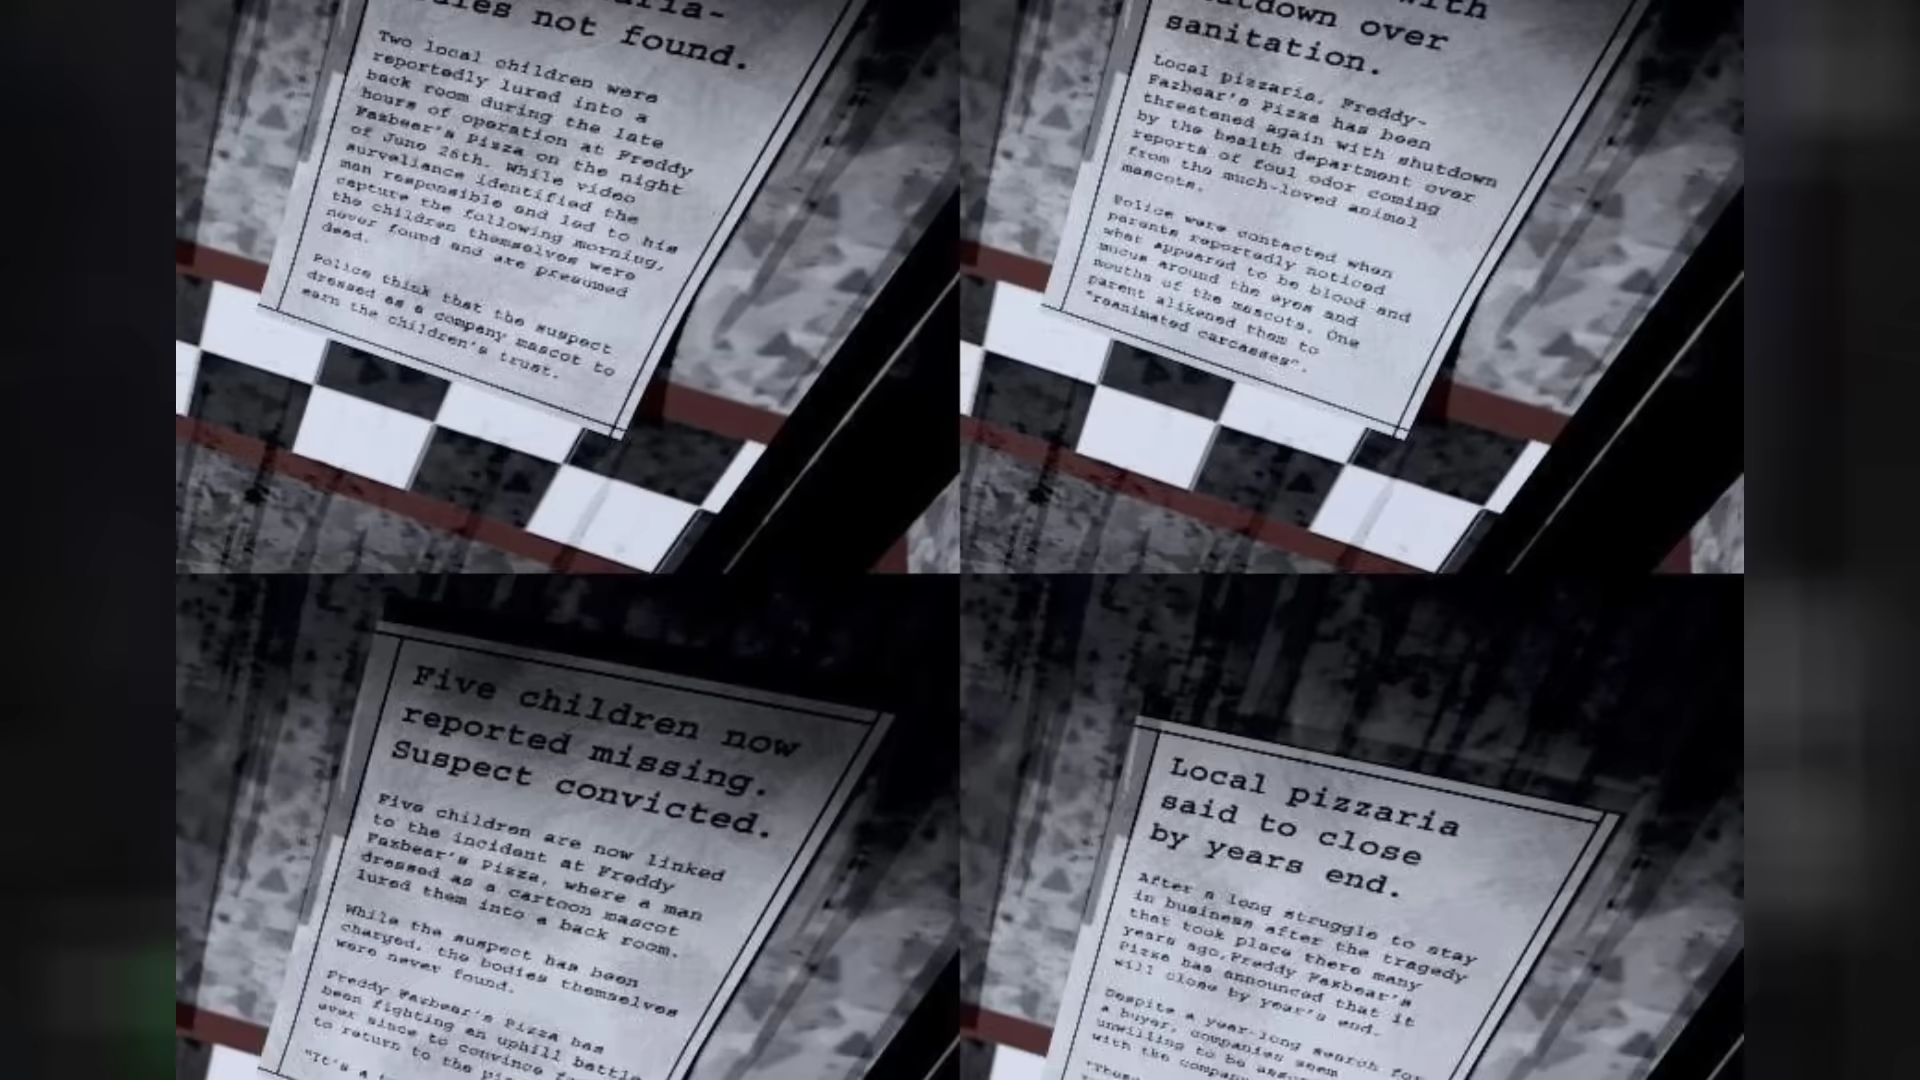 aria-
not found.
Two local children were
reportedly lured into a
back room during the late
hours of operation at Freddy
Fazbear's Pizza on the night
of June 26th. While video
surveliance identified the
man responsible and led to his
capture the following morning,
the children themselves were
never found and are presumed
dead.
Police think that the suspect
dressed as a company mascot to
earn the children's trust.
with
over
sanitation.
Local pizzaria, Freddy-
Fazbear's Pizza has been
threatened again with shutdown
by the health department over
reports of foul odor coming
from the much-loved animal
mascots.
Police were contacted when
parents reportedly noticed
what appeared to be blood and
mucus around the eyes and
mouths of the mascots. One
parent alikened them to
"reanimated carcasses".
Five children now
reported missing.
Suspect convicted.
Five children are now linked
to the incident at Freddy
Fazbear's Pizza, where a man
dressed as a cartoon mascot
lured them into a back room.
While the suspect has been
charged, the bodies themselves
were never found.
Freddy Fazbear's Pizza has
been fighting an uphill battle
ever since to convince
to return to the
"It's a
Local pizzaria
said to close
by years end.
After a long struggle to stay
in business after the tragedy
that took place there many
years ago, Freddy Fazbear's
Pizza has announced that it
will close by year's end.
Despite a year-long search for
a buyer, companies seem
unwilling to be
with the company